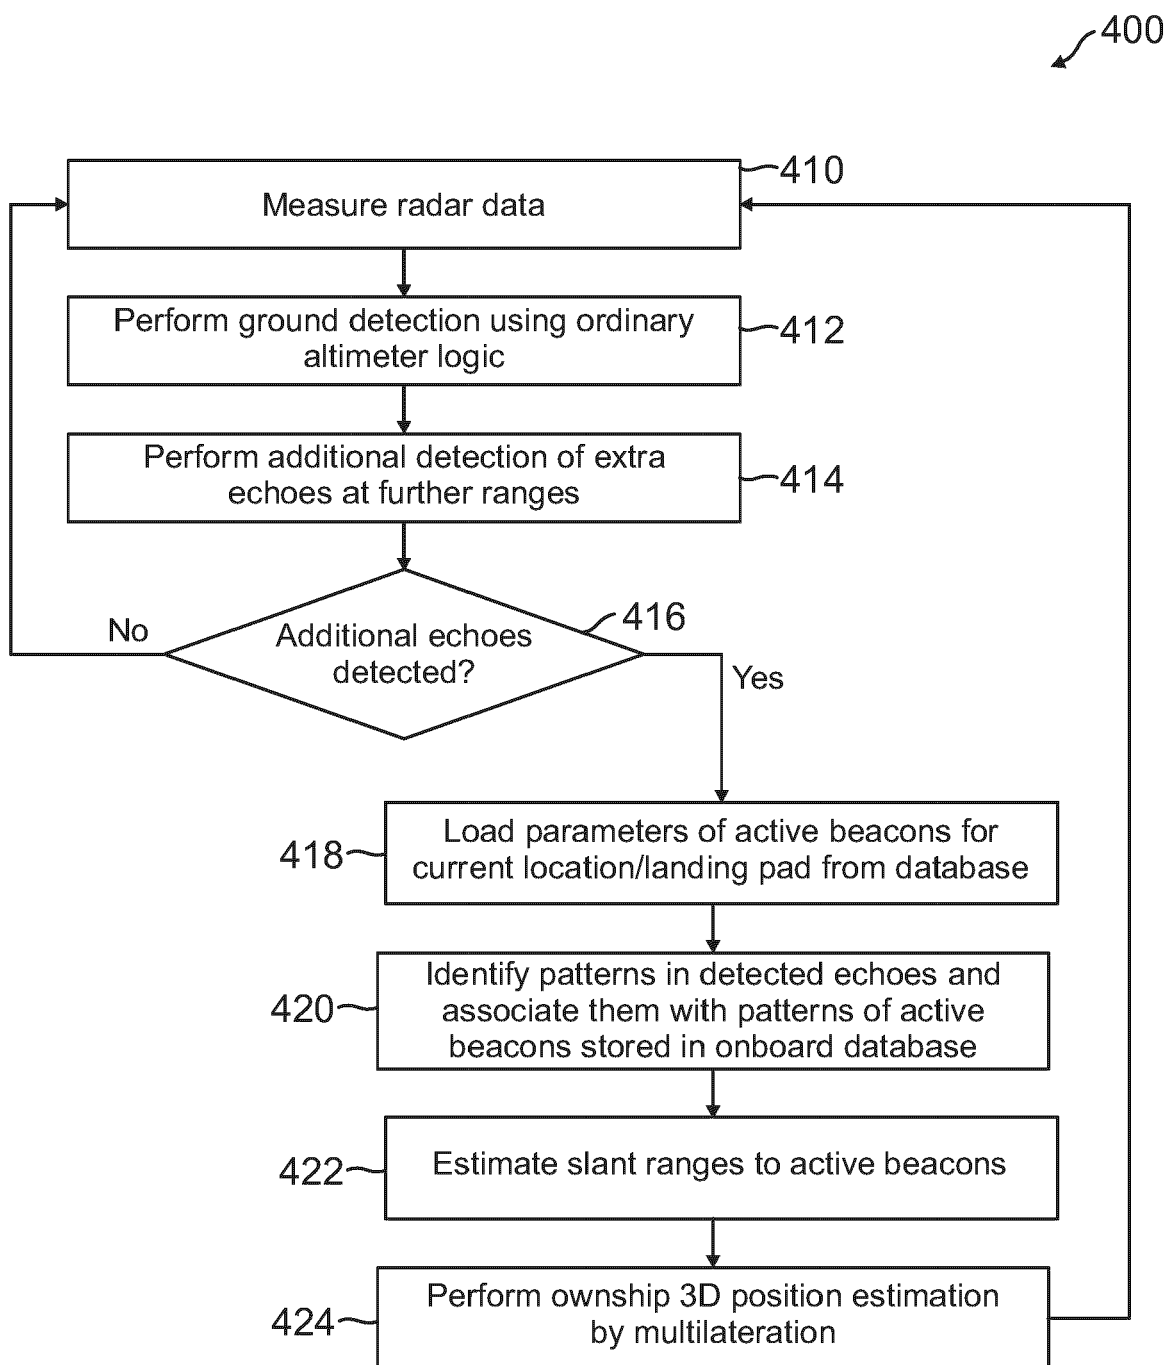 400
Measure radar data
410
Perform ground detection using ordinary
altimeter logic
412
Perform additional detection of extra
echoes at further ranges
414
Additional echoes
detected?
416
No
Yes
Load parameters of active beacons for
current location/landing pad from database
418
Identify patterns in detected echoes and
associate them with patterns of active
beacons stored in onboard database
420
Estimate slant ranges to active beacons
422
Perform ownship 3D position estimation
by multilateration
424